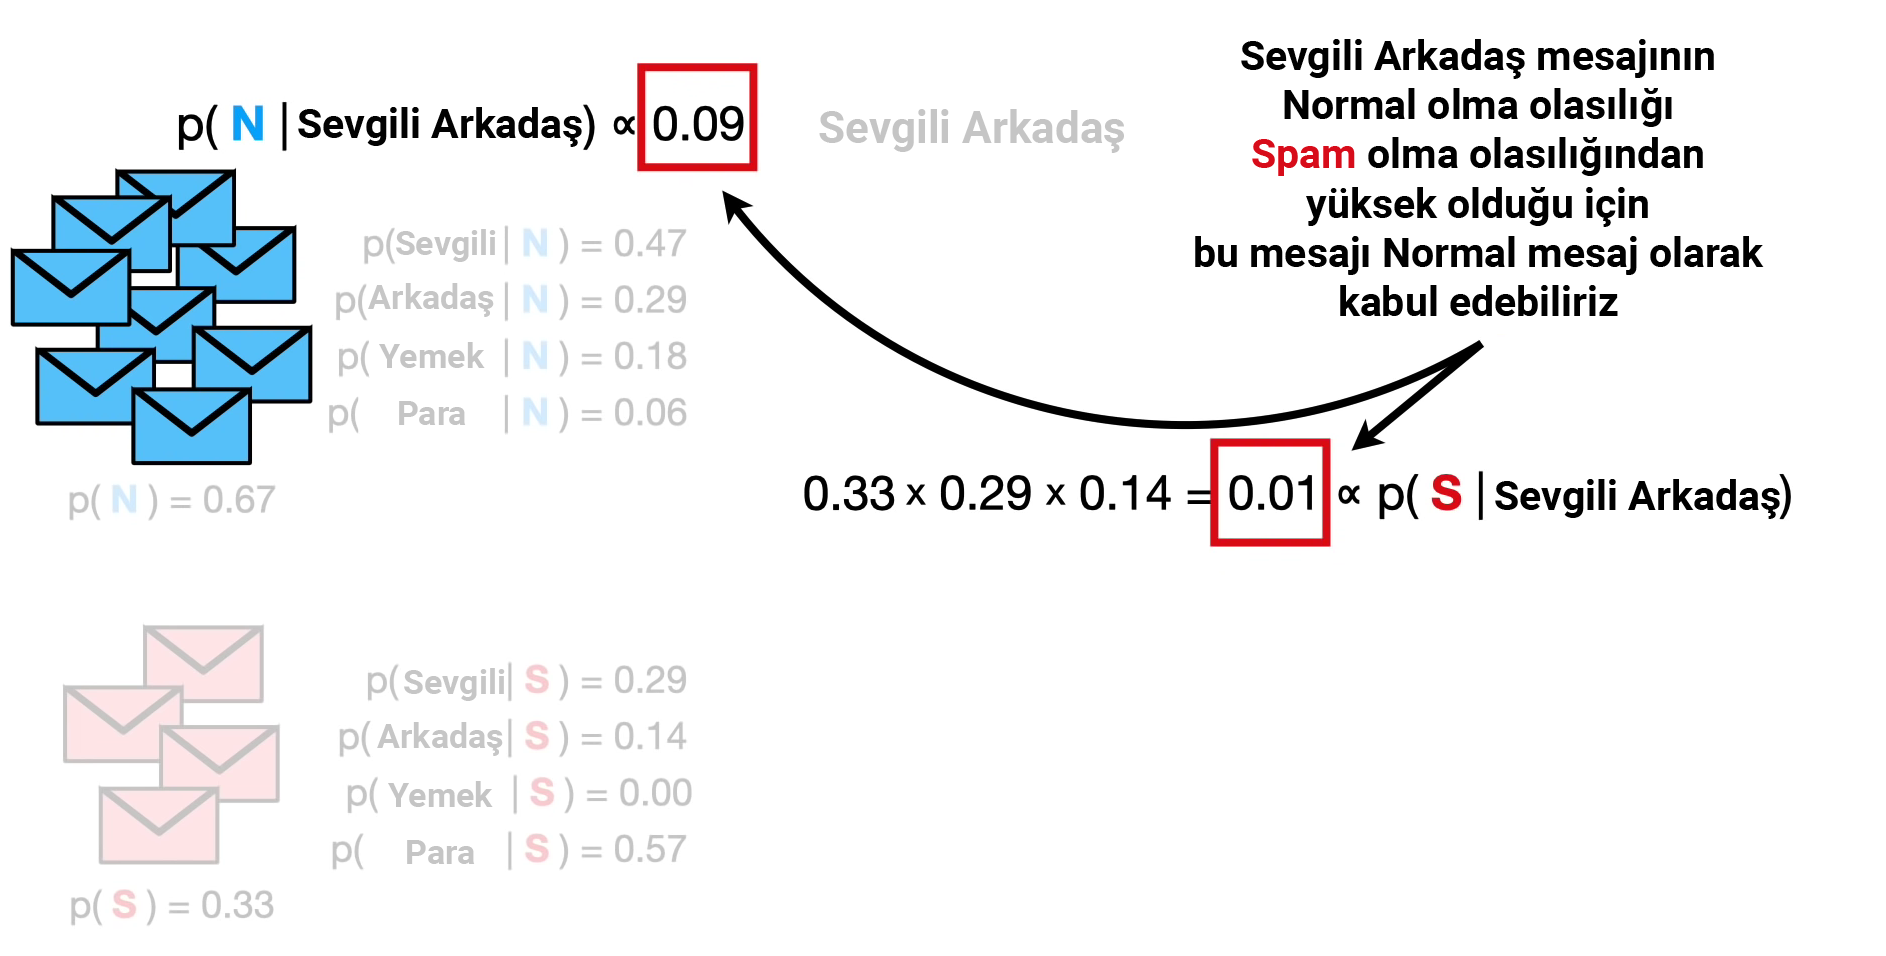 p( N | Sevgili Arkadaş) ∝ 0.09
Sevgili Arkadaş
Sevgili Arkadaş mesajının
Normal olma olasılığı
Spam olma olasılığından
yüksek olduğu için
bu mesajı Normal mesaj olarak
kabul edebiliriz
p(Sevgili | N ) = 0.47
p(Arkadaş | N ) = 0.29
p( Yemek | N ) = 0.18
p( Para | N ) = 0.06
p( N ) = 0.67
0.33 x 0.29 x 0.14 = 0.01 ∝ p( S | Sevgili Arkadaş)
p( Sevgili | S ) = 0.29
p( Arkadaş | S ) = 0.14
p( Yemek | S ) = 0.00
p( Para | S ) = 0.57
p( S ) = 0.33